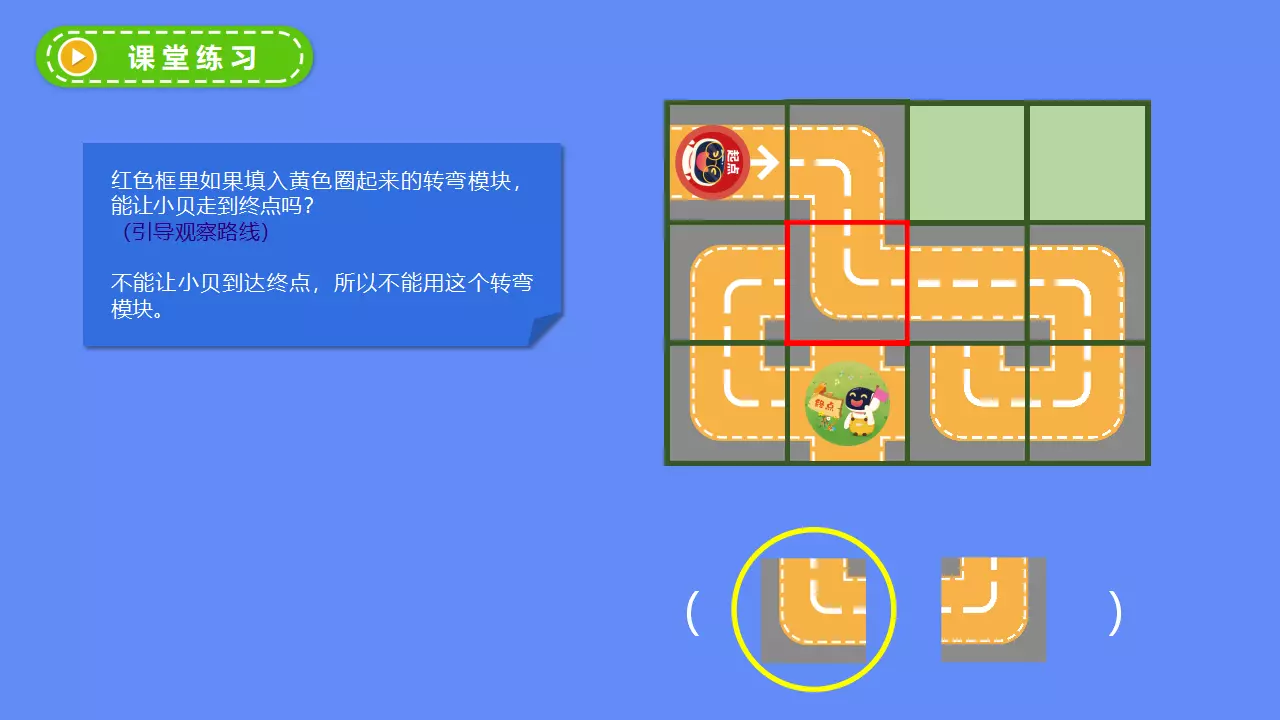 课堂练习
红色框里如果填入黄色圈起来的转弯模块，
能让小贝走到终点吗？
（引导观察路线）
不能让小贝到达终点，所以不能用这个转弯
模块。
起点
终点
（ ）